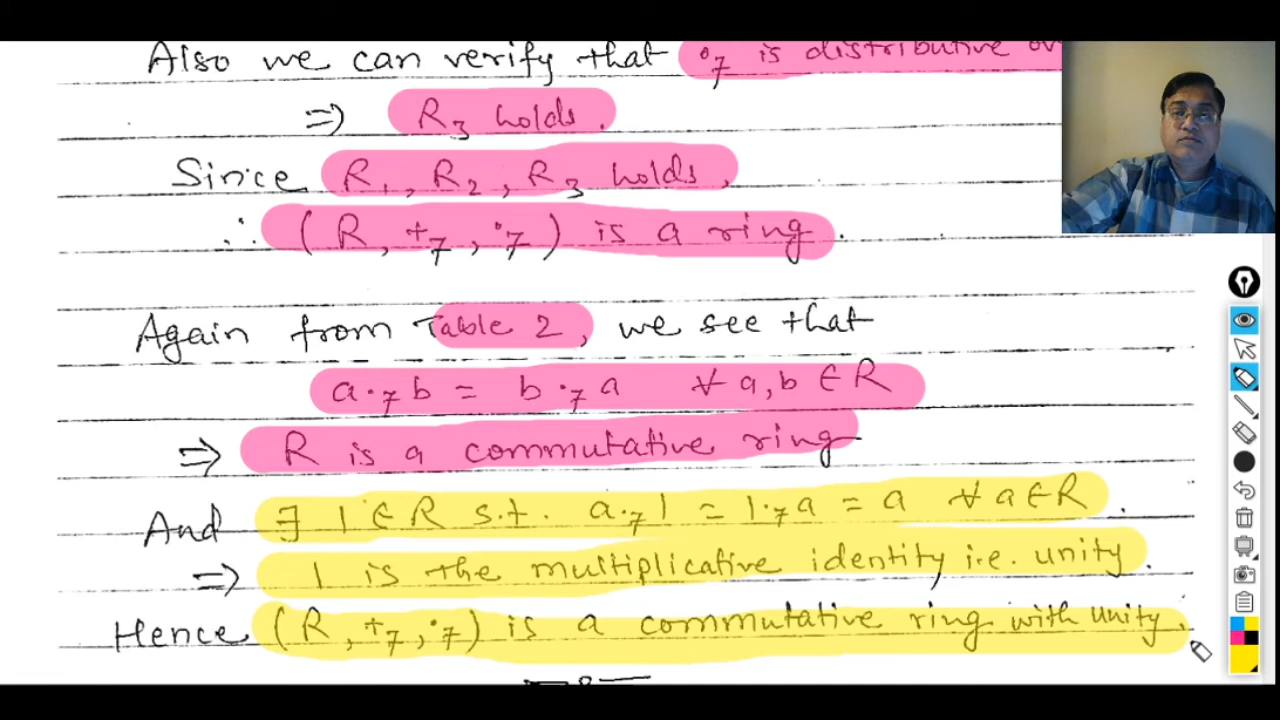 Also we can verify that ·₇ is distributive ov
⇒ R₃ holds.
Since R₁, R₂, R₃ holds,
∴ (R, +₇, ·₇) is a ring.
Again from Table 2, we see that
a ·₇ b = b ·₇ a ∀ a, b ∈ R
⇒ R is a commutative ring
And ∃ 1 ∈ R s.t. a ·₇ 1 = 1 ·₇ a = a ∀ a ∈ R.
⇒ 1 is the multiplicative identity i.e. unity.
Hence (R, +₇, ·₇) is a commutative ring with unity.